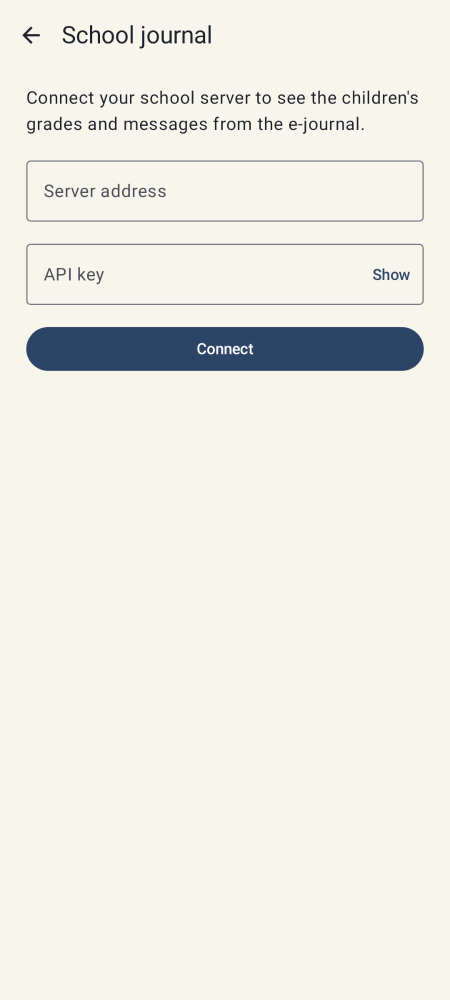 School journal
Connect your school server to see the children's
grades and messages from the e-journal.
Server address
API key
Show
Connect